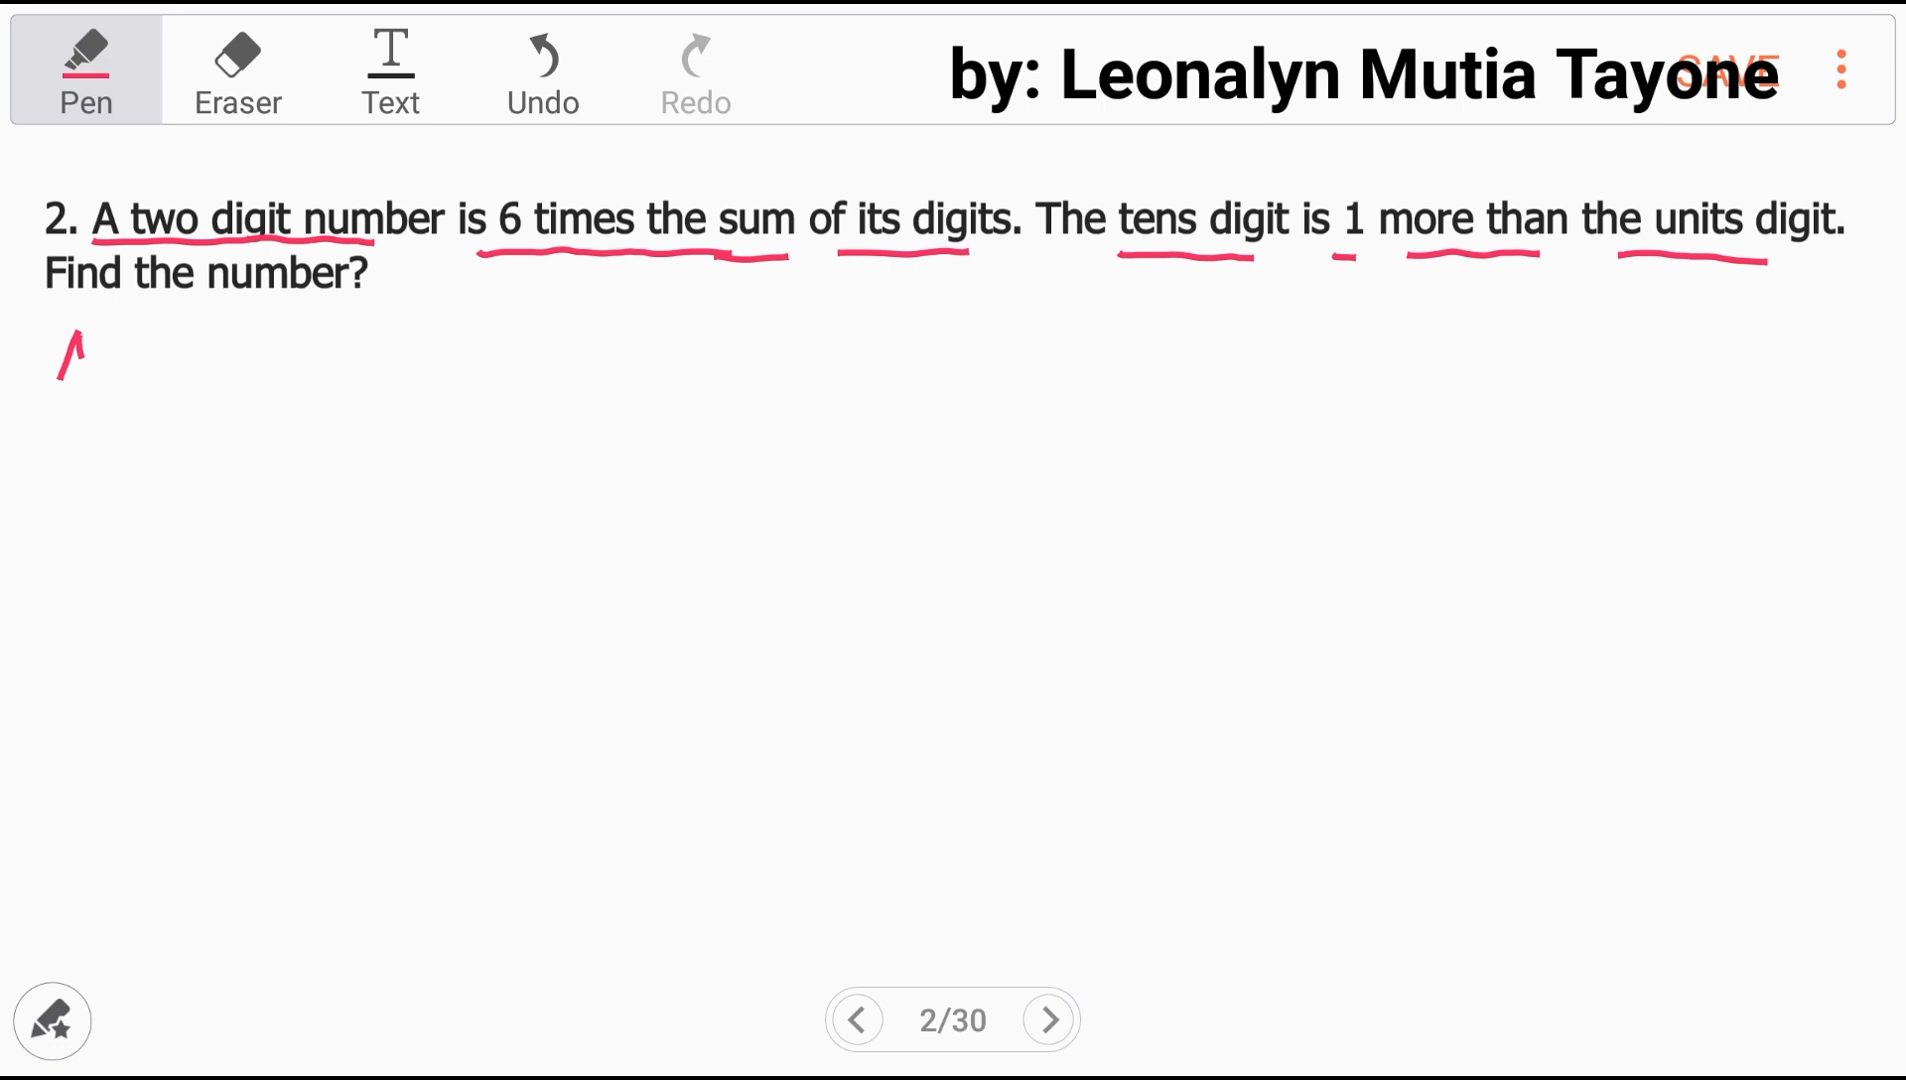 Pen
Eraser
Text
Undo
Redo
SAVE
by: Leonalyn Mutia Tayone
2. A two digit number is 6 times the sum of its digits. The tens digit is 1 more than the units digit.
Find the number?
2/30